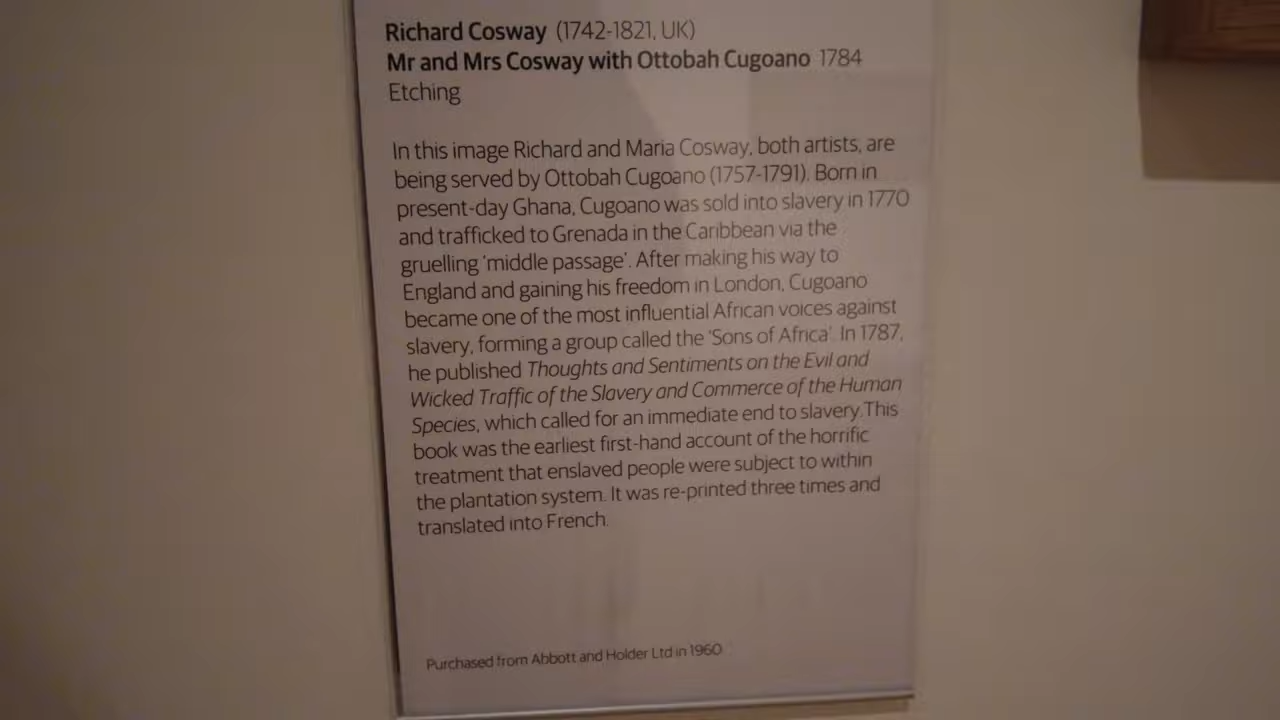 Richard Cosway (1742-1821, UK)
Mr and Mrs Cosway with Ottobah Cugoano 1784
Etching
In this image Richard and Maria Cosway, both artists, are
being served by Ottobah Cugoano (1757-1791). Born in
present-day Ghana, Cugoano was sold into slavery in 1770
and trafficked to Grenada in the Caribbean via the
gruelling ‘middle passage’. After making his way to
England and gaining his freedom in London, Cugoano
became one of the most influential African voices against
slavery, forming a group called the ‘Sons of Africa’. In 1787,
he published Thoughts and Sentiments on the Evil and
Wicked Traffic of the Slavery and Commerce of the Human
Species, which called for an immediate end to slavery.This
book was the earliest first-hand account of the horrific
treatment that enslaved people were subject to within
the plantation system. It was re-printed three times and
translated into French.
Purchased from Abbott and Holder Ltd in 1960